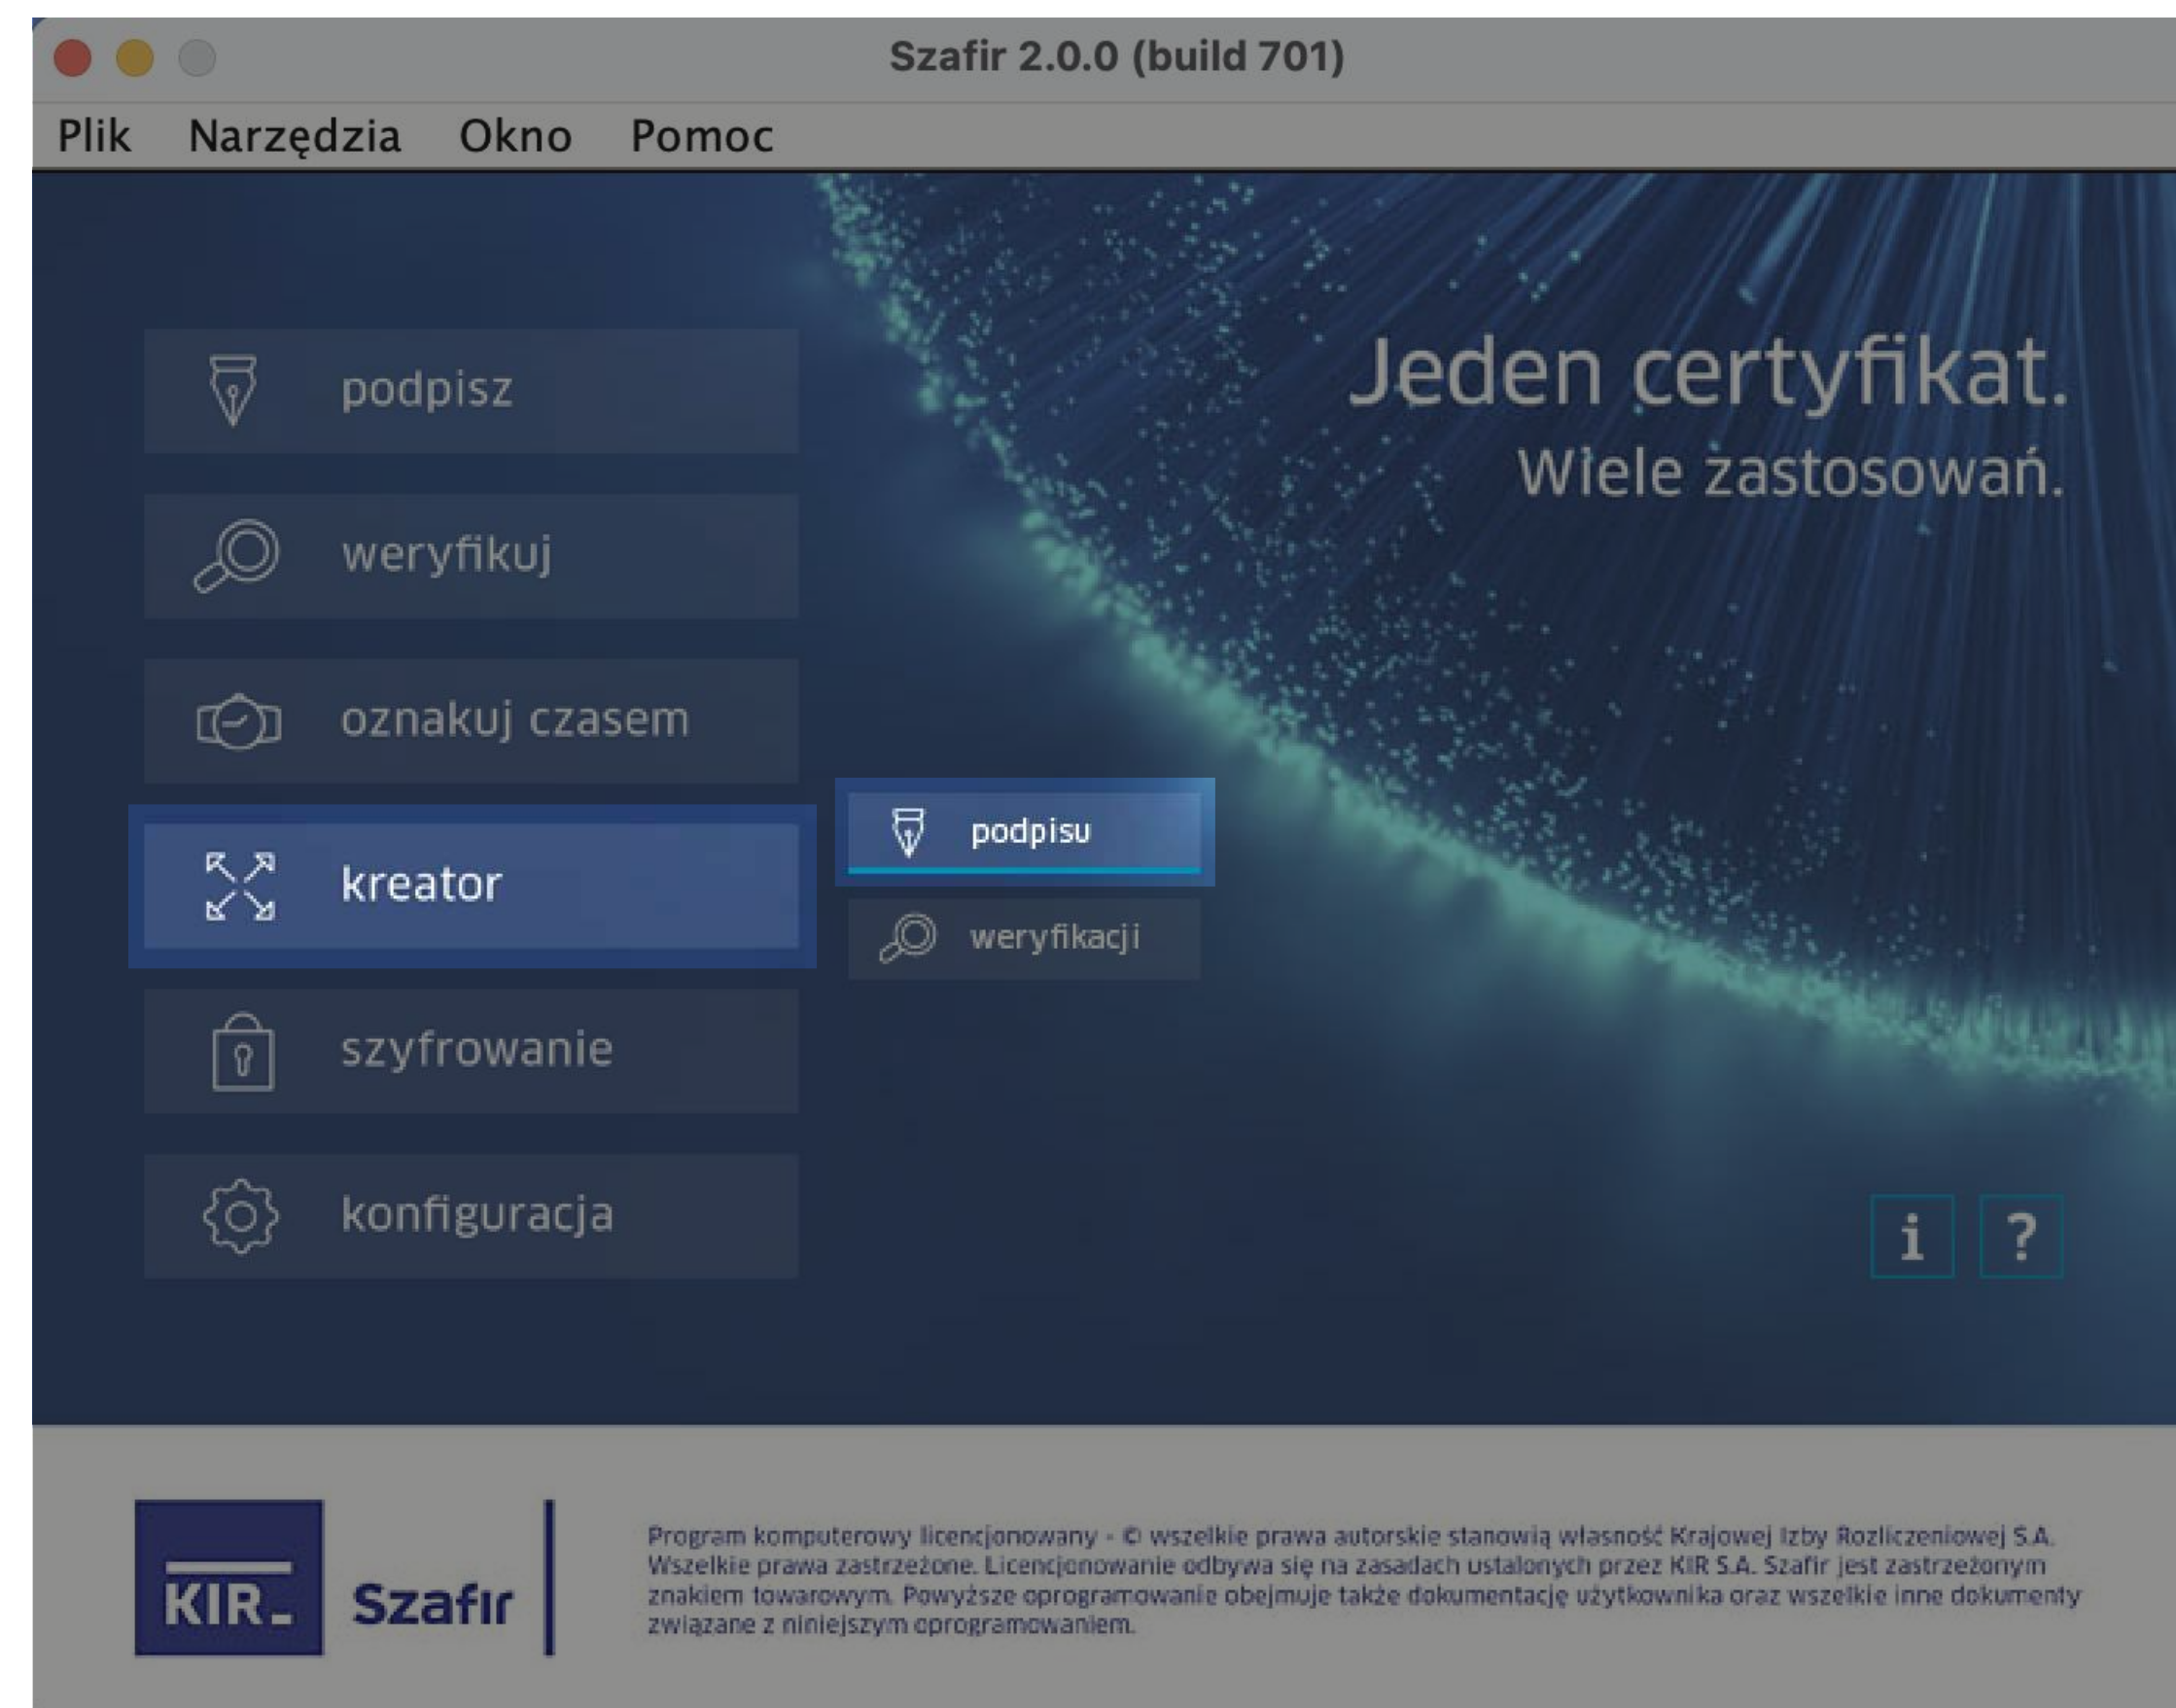 Szafir 2.0.0 (build 701)
Plik Narzędzia Okno Pomoc
Jeden certyfikat.
Wiele zastosowań.
podpisz
weryfikuj
oznakuj czasem
kreator
podpisu
weryfikacji
szyfrowanie
konfiguracja
i ?
KIR_ Szafir
Program komputerowy licencjonowany - © wszelkie prawa autorskie stanowią własność Krajowej Izby Rozliczeniowej S.A.
Wszelkie prawa zastrzeżone. Licencjonowanie odbywa się na zasadach ustalonych przez KIR S.A. Szafir jest zastrzeżonym
znakiem towarowym. Powyższe oprogramowanie obejmuje także dokumentację użytkownika oraz wszelkie inne dokumenty
związane z niniejszym oprogramowaniem.